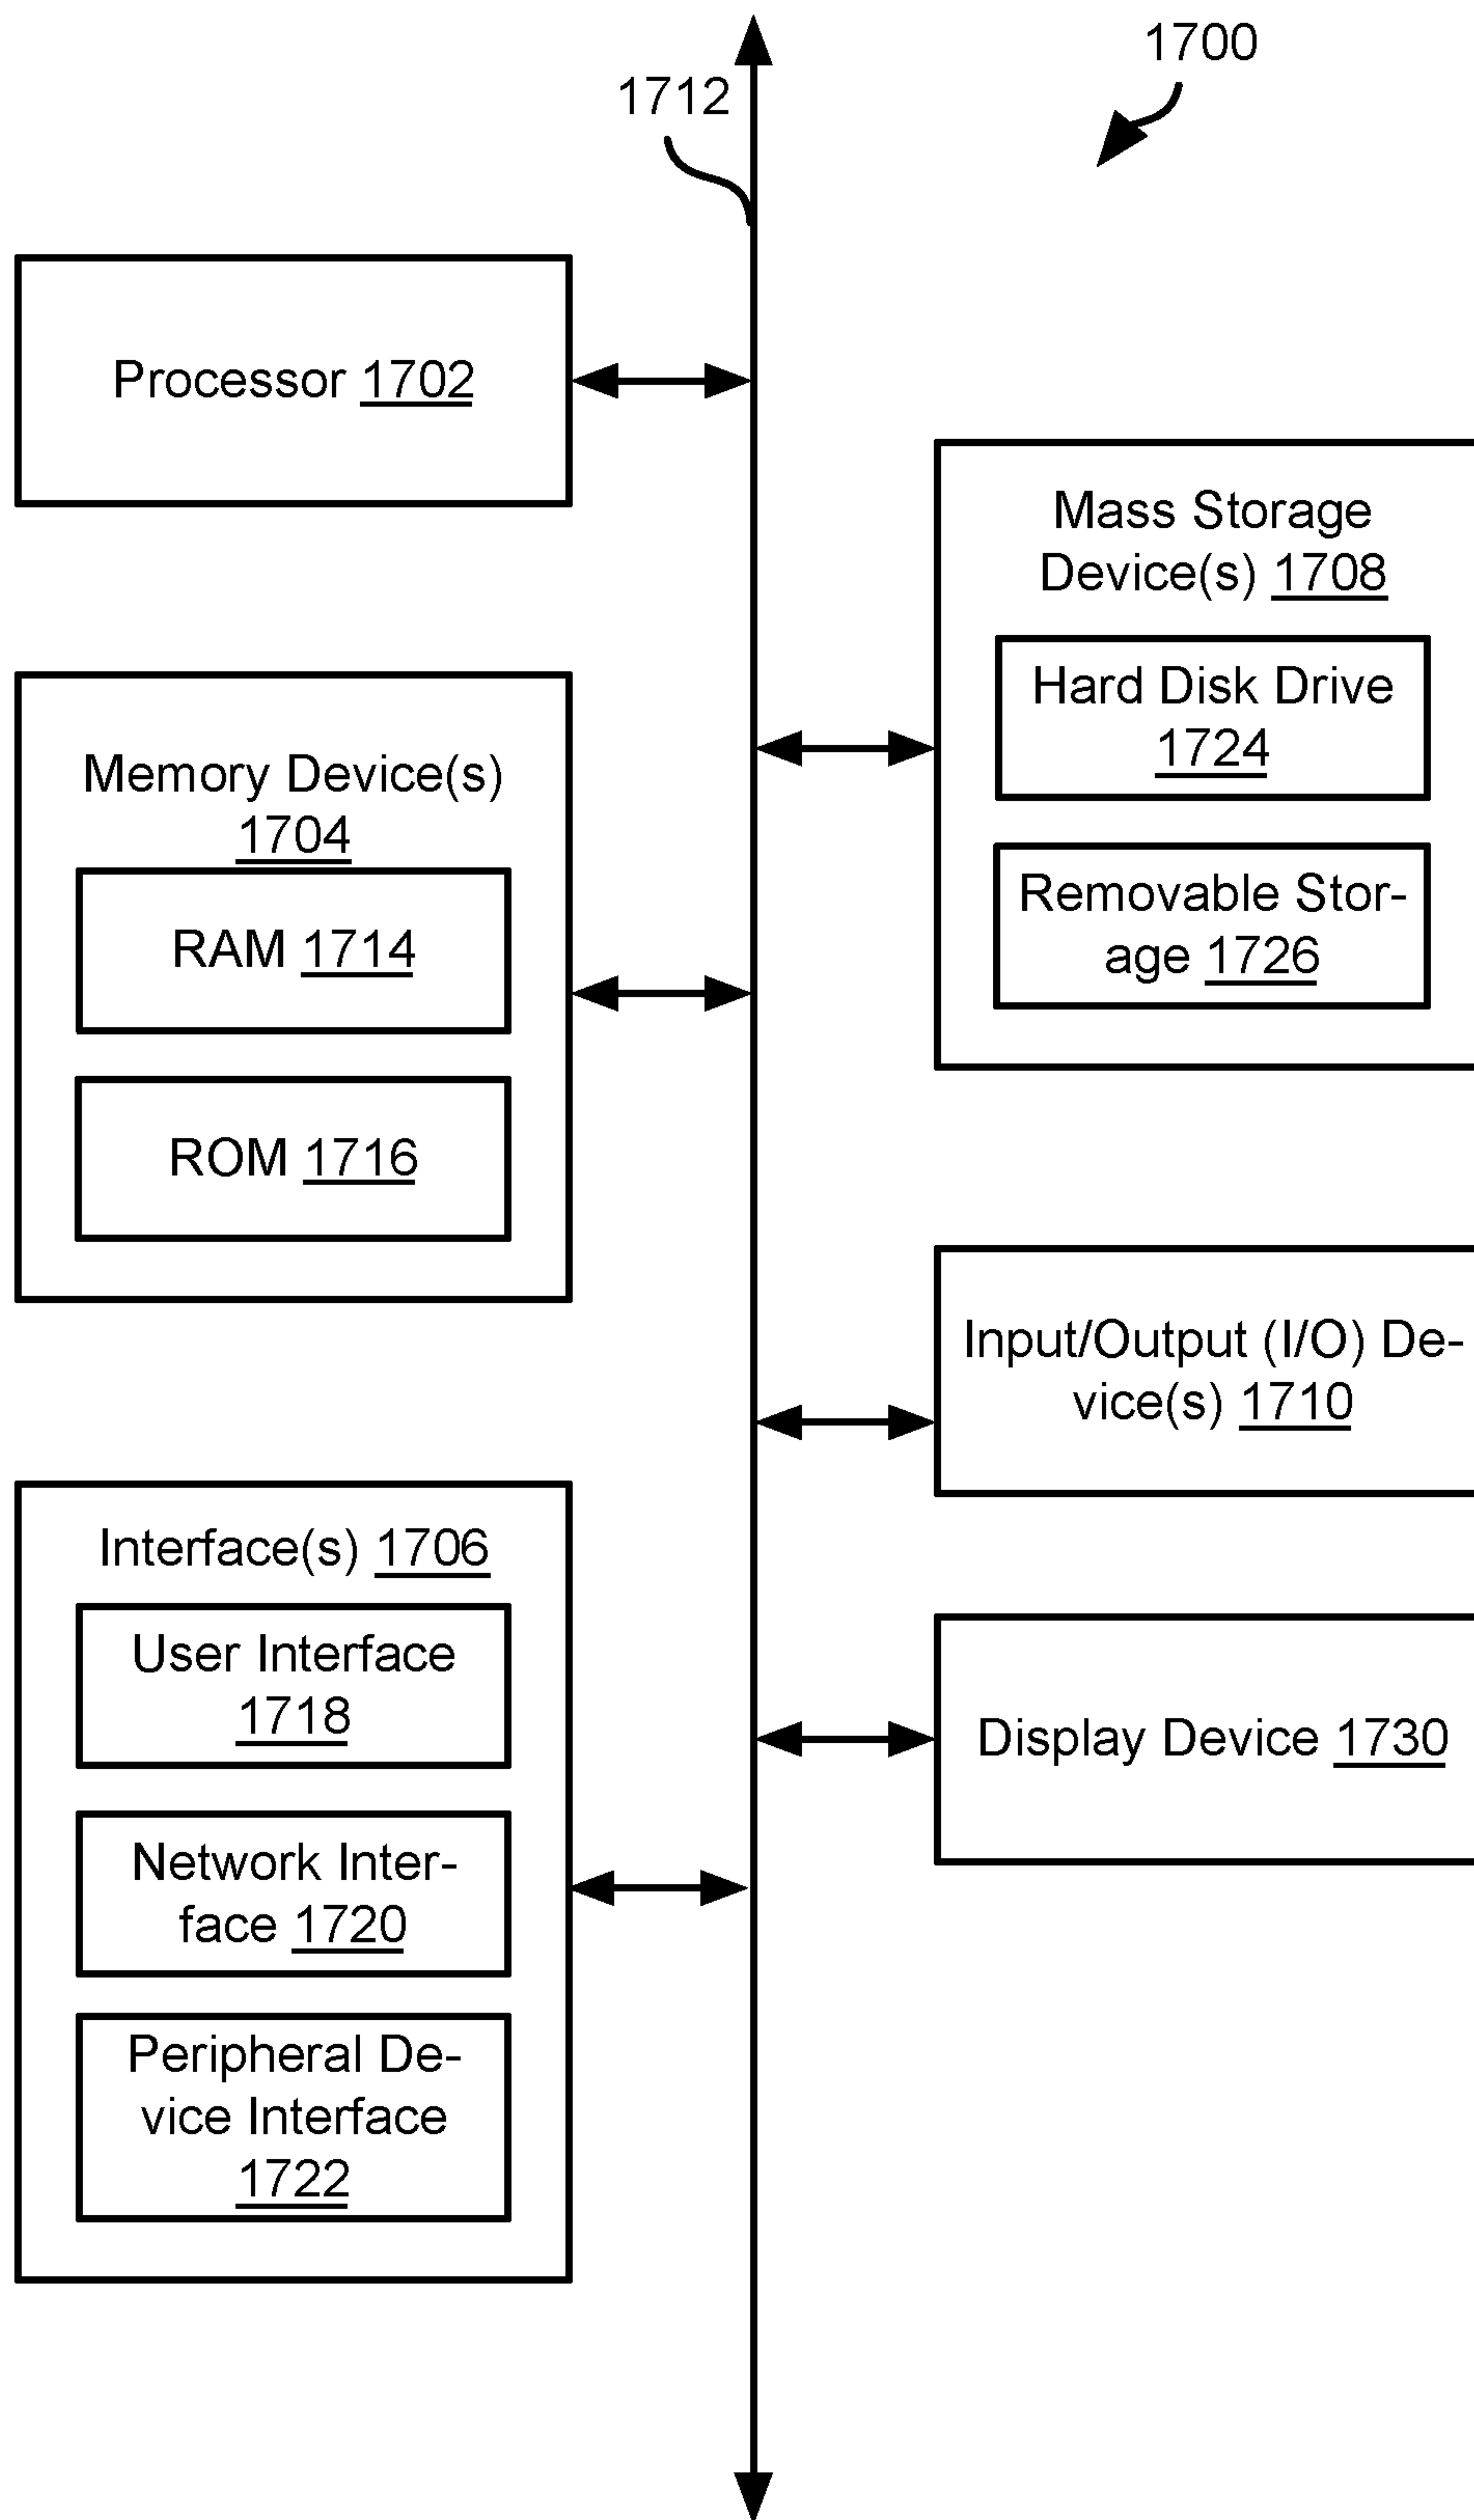 1700
1712
Processor 1702
Mass Storage
Device(s) 1708
Hard Disk Drive
1724
Removable Stor-
age 1726
Memory Device(s)
1704
RAM 1714
ROM 1716
Input/Output (I/O) De-
vice(s) 1710
Interface(s) 1706
User Interface
1718
Network Inter-
face 1720
Peripheral De-
vice Interface
1722
Display Device 1730